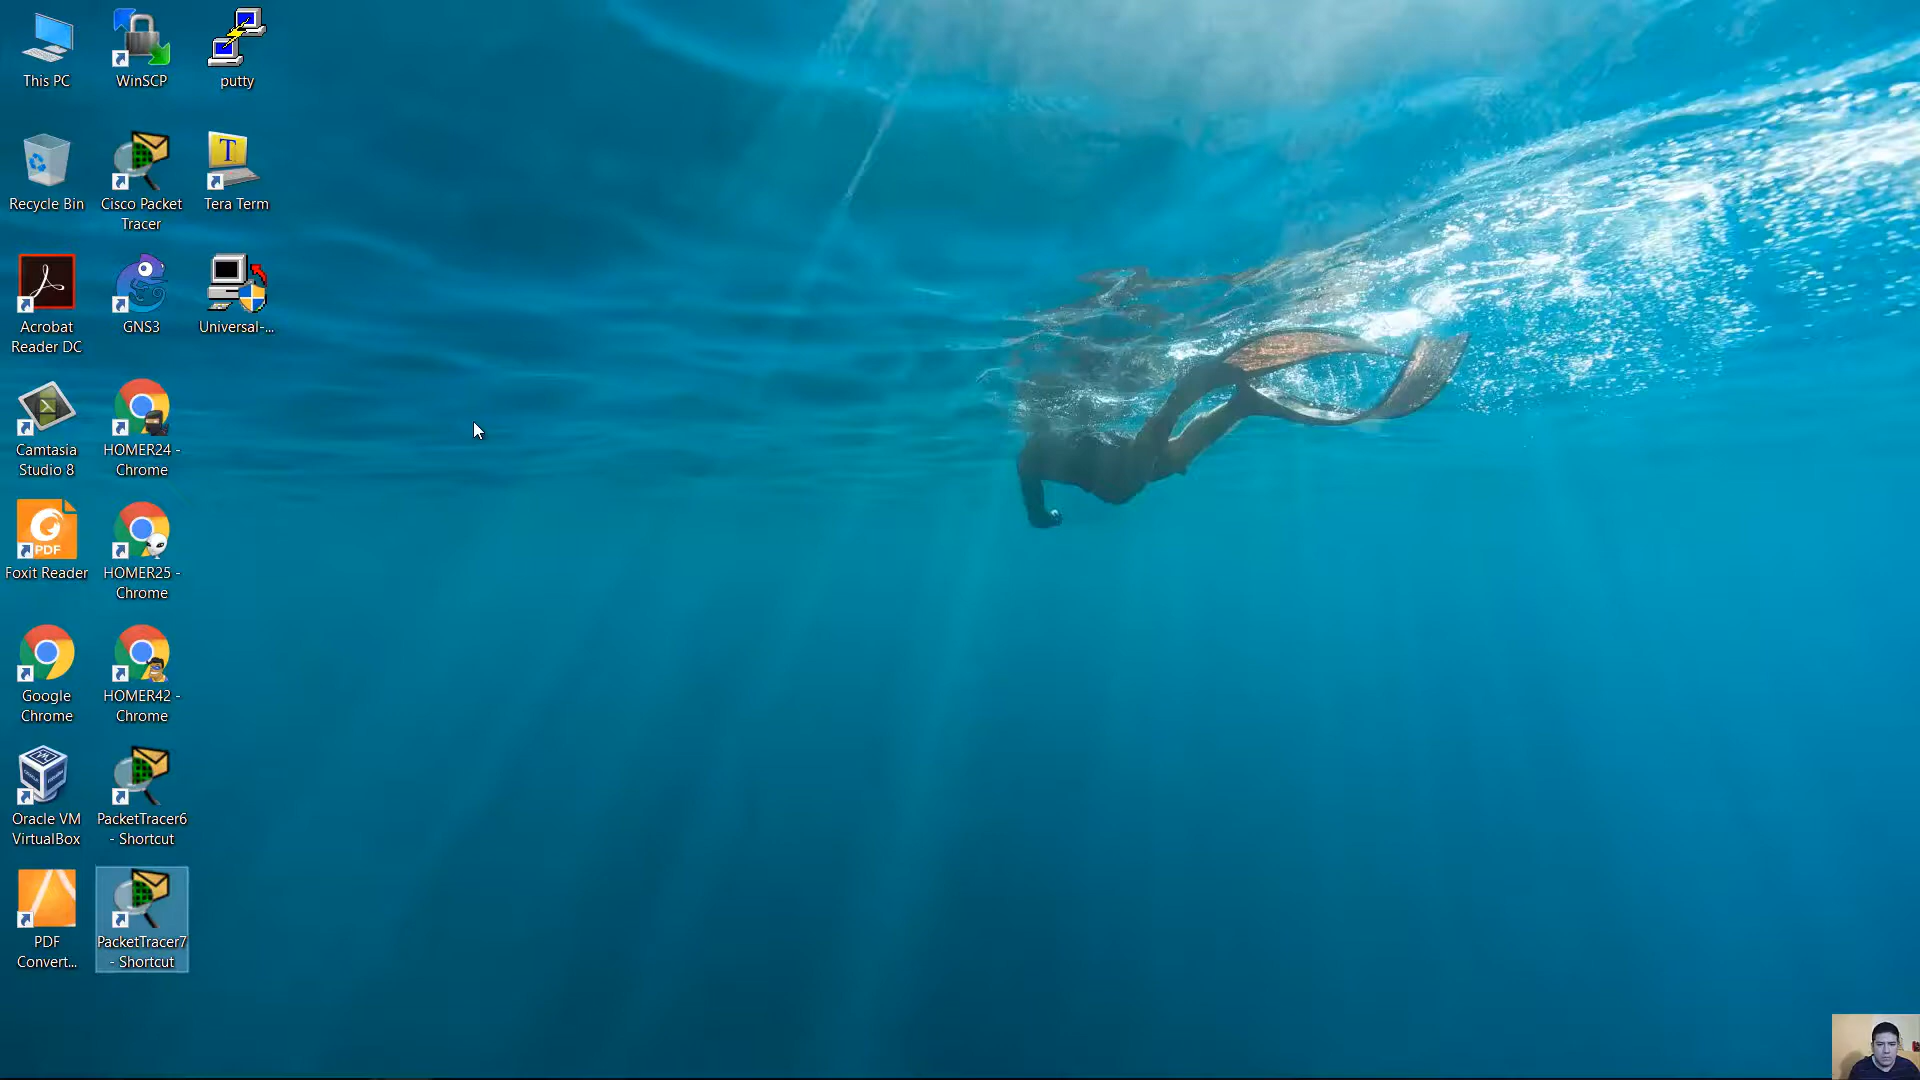 This PC
WinSCP
putty
Recycle Bin
Cisco Packet
Tracer
Tera Term
Acrobat
Reader DC
GNS3
Universal-...
Camtasia
Studio 8
HOMER24 -
Chrome
PDF
Foxit Reader
HOMER25 -
Chrome
Google
Chrome
HOMER42 -
Chrome
Oracle VM
VirtualBox
PacketTracer6
- Shortcut
PDF
Convert...
PacketTracer7
- Shortcut